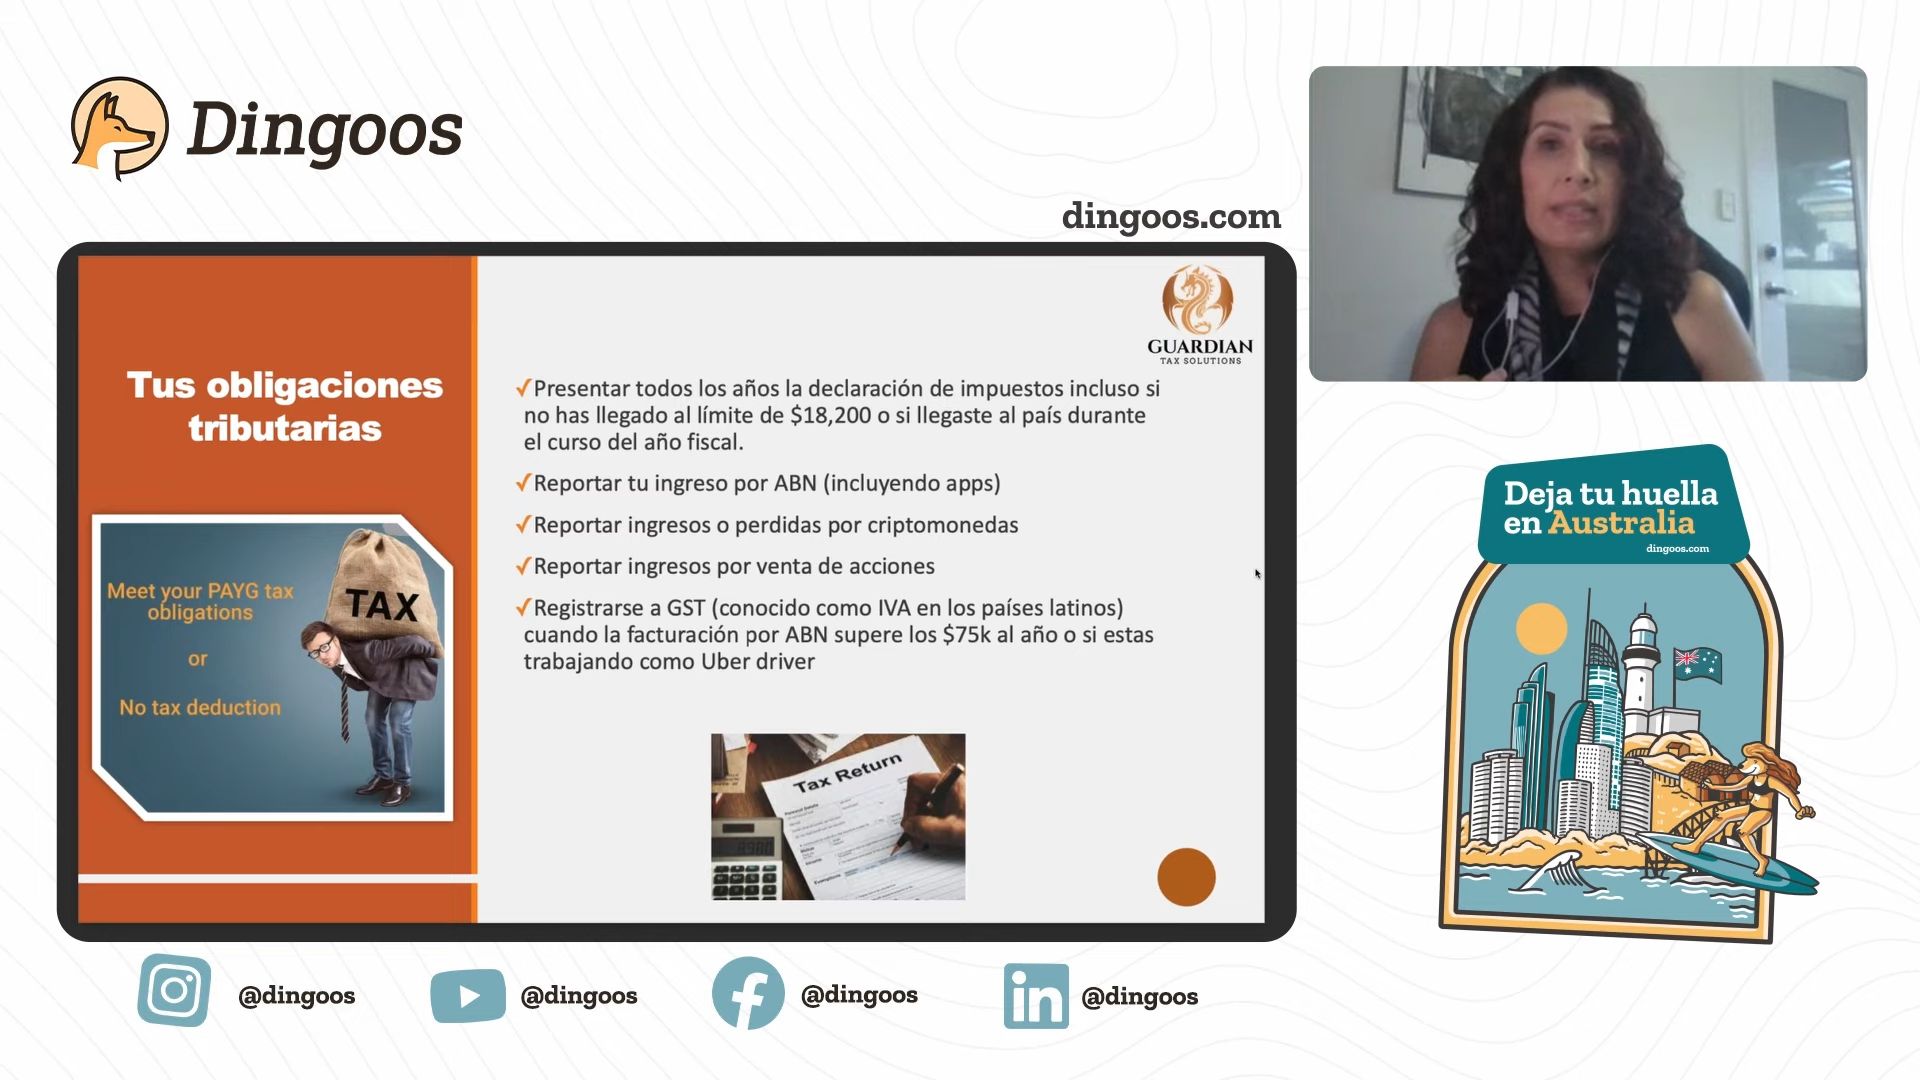 Dingoos
dingoos.com
GUARDIAN
TAX SOLUTIONS
Tus obligaciones
tributarias
Meet your PAYG tax
obligations
or
No tax deduction
TAX
✓Presentar todos los años la declaración de impuestos incluso si
no has llegado al límite de $18,200 o si llegaste al país durante
el curso del año fiscal.
✓Reportar tu ingreso por ABN (incluyendo apps)
✓Reportar ingresos o perdidas por criptomonedas
✓Reportar ingresos por venta de acciones
✓Registrarse a GST (conocido como IVA en los países latinos)
cuando la facturación por ABN supere los $75k al año o si estas
trabajando como Uber driver
Tax Return
Deja tu huella
en Australia
dingoos.com
@dingoos
@dingoos
@dingoos
in @dingoos